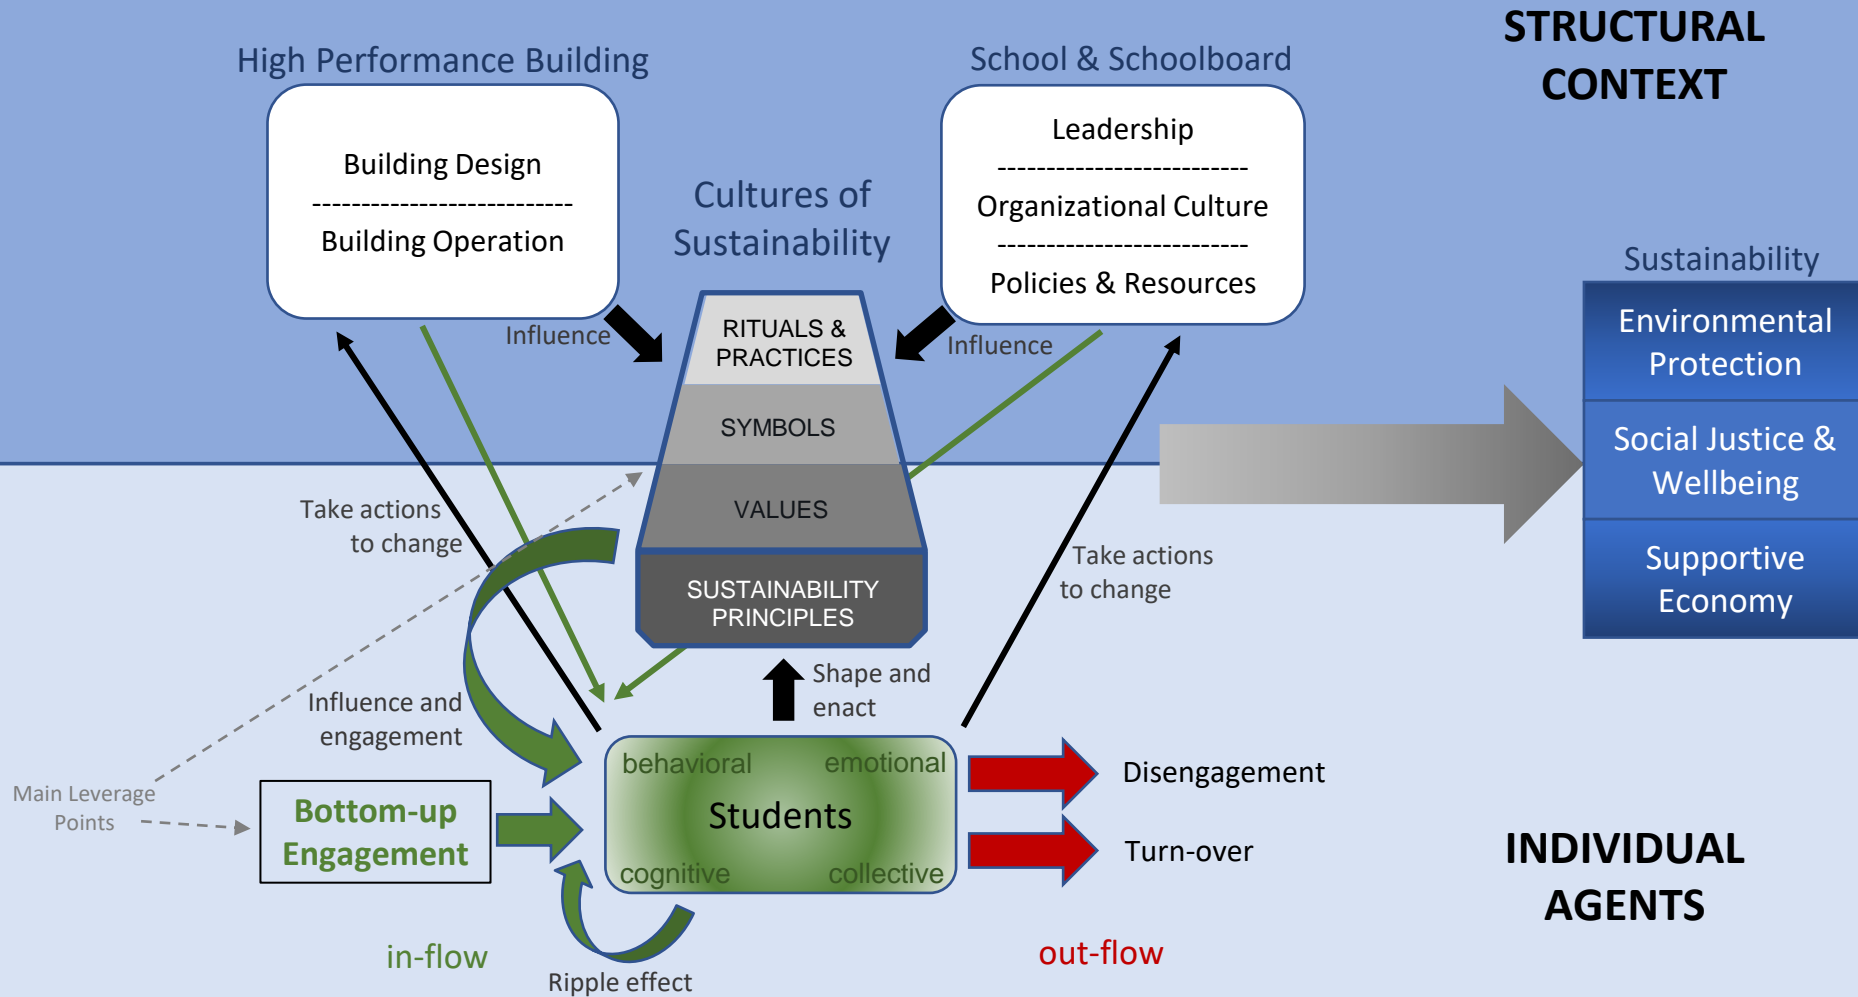 STRUCTURAL
CONTEXT
High Performance Building
School & Schoolboard
Building Design
---------------------------
Building Operation
Leadership
--------------------------
Organizational Culture
--------------------------
Policies & Resources
Cultures of
Sustainability
Influence
Influence
RITUALS &
PRACTICES
SYMBOLS
VALUES
SUSTAINABILITY
PRINCIPLES
Sustainability
Environmental
Protection
Social Justice &
Wellbeing
Supportive
Economy
Take actions
to change
Take actions
to change
Influence and
engagement
Shape and
enact
Main Leverage
Points
Bottom-up
Engagement
behavioral
emotional
Students
cognitive
collective
Disengagement
Turn-over
INDIVIDUAL
AGENTS
in-flow
Ripple effect
out-flow